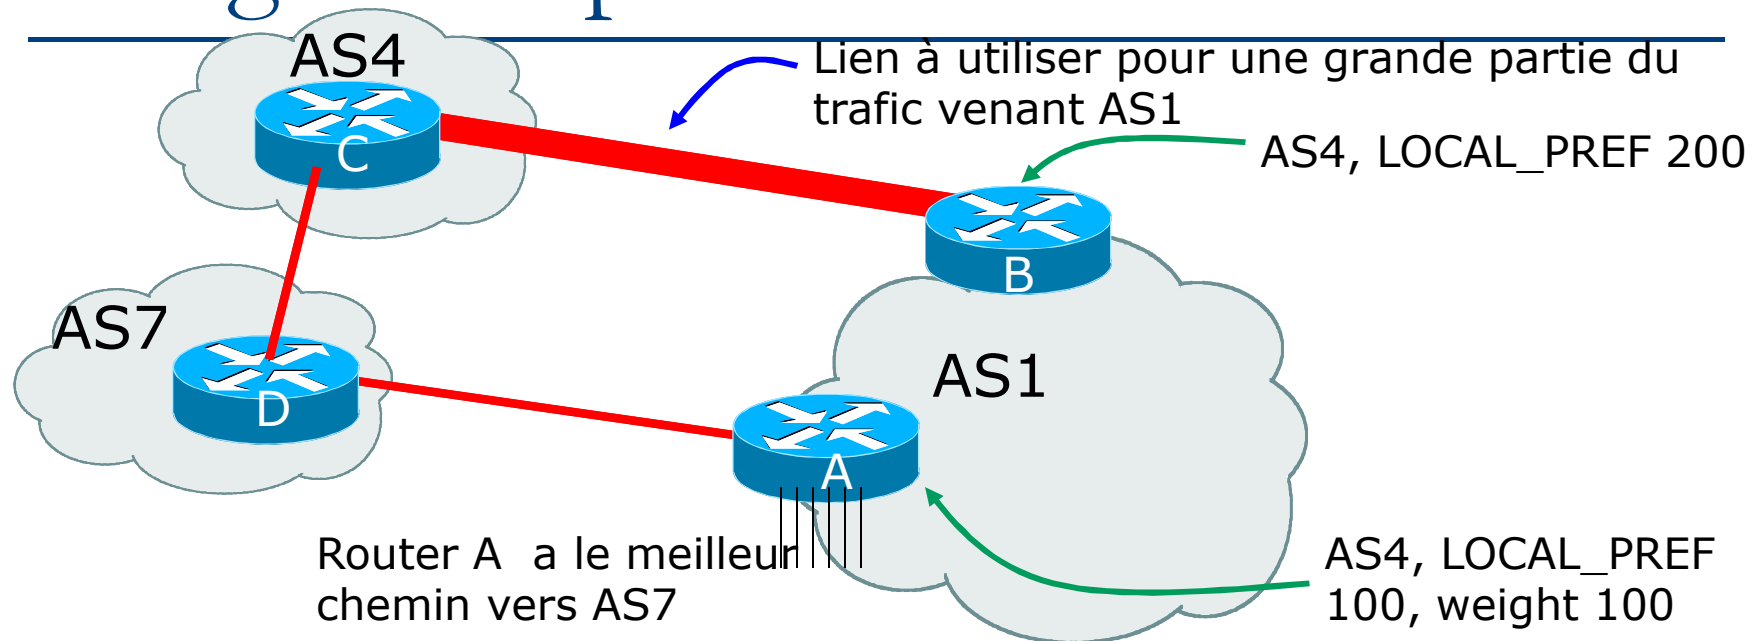 AS4
Lien à utiliser pour une grande partie du
trafic venant AS1
C
AS4, LOCAL_PREF 200
B
AS7
D
AS1
A
Router A a le meilleur
chemin vers AS7
AS4, LOCAL_PREF
100, weight 100